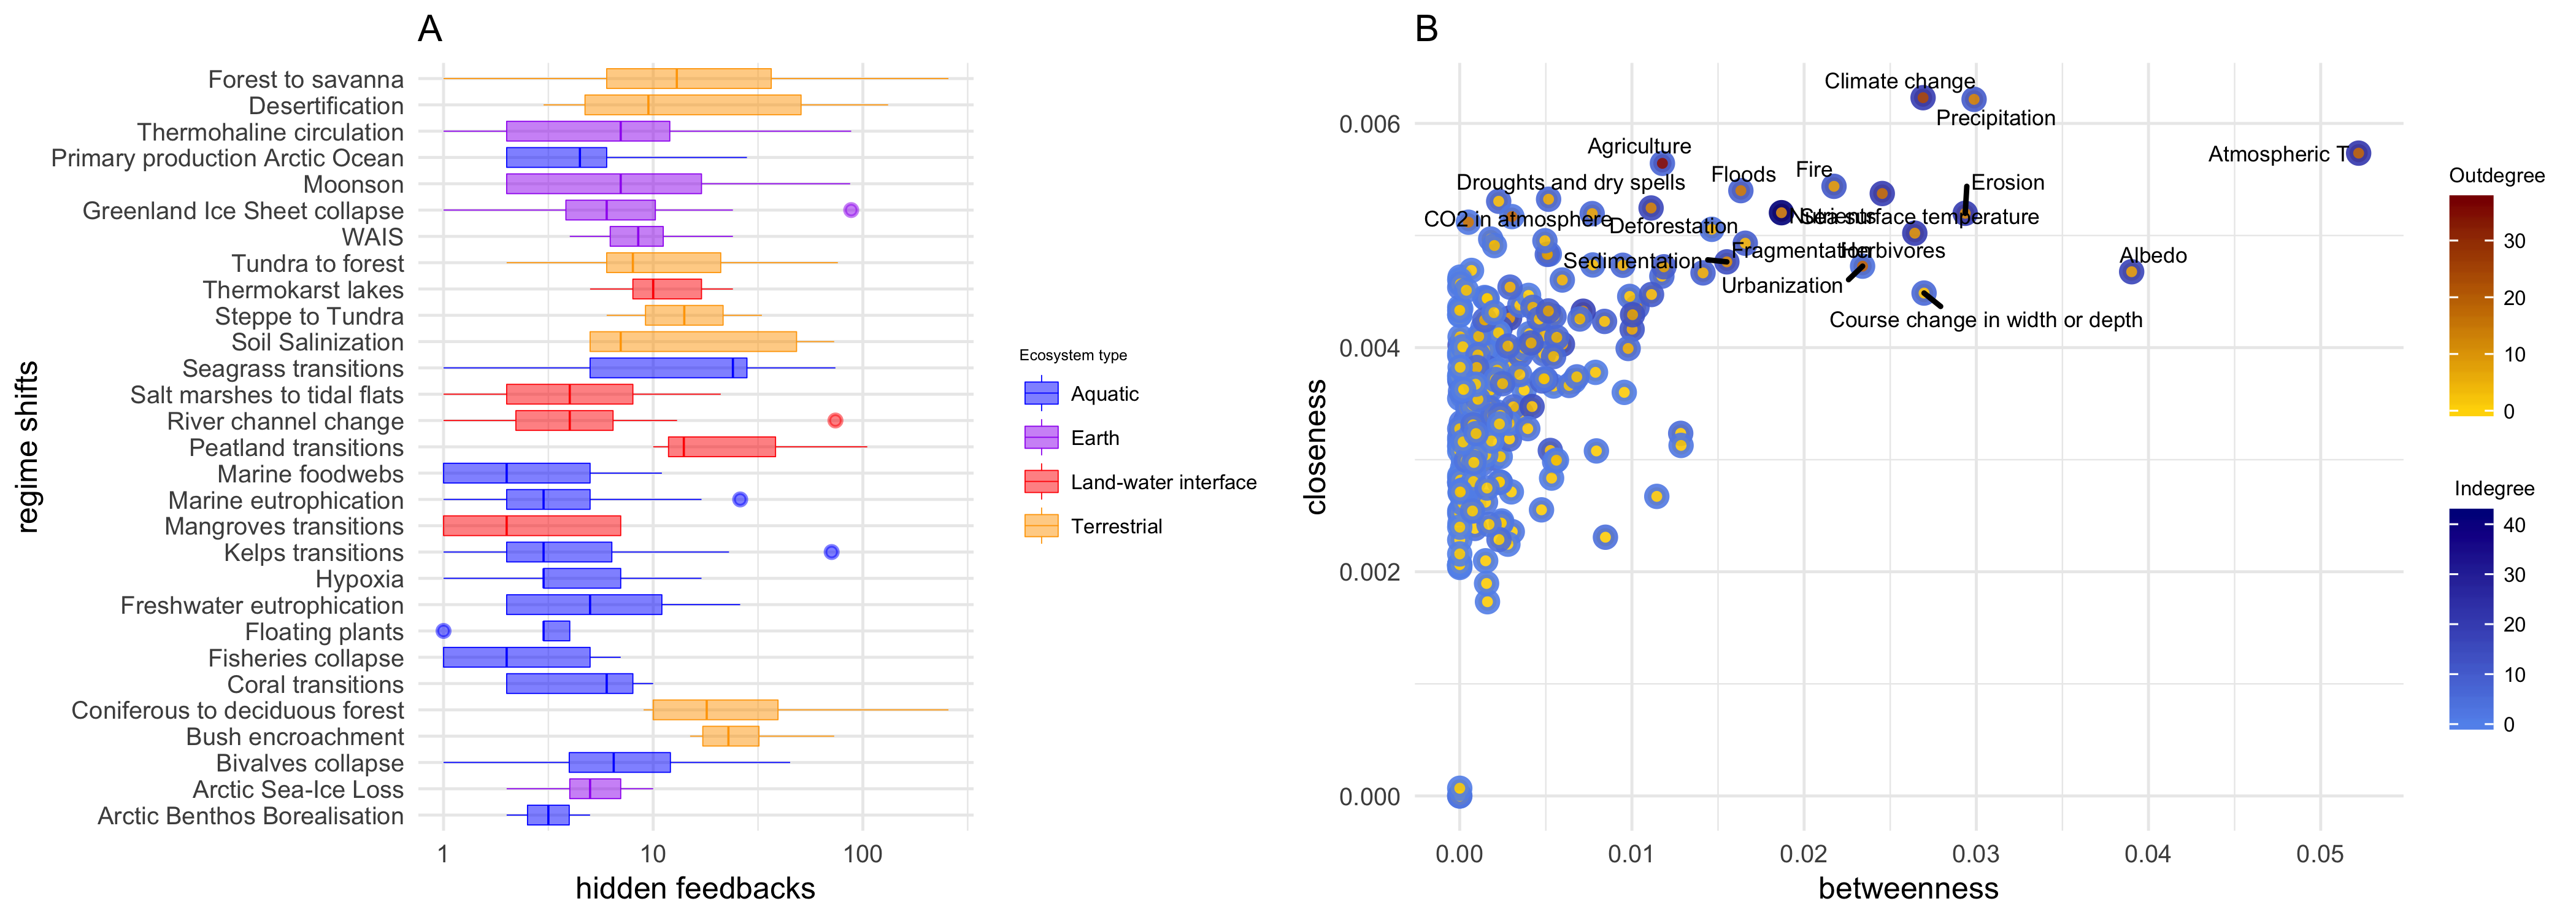 A
regime shifts
Forest to savanna
Desertification
Thermohaline circulation
Primary production Arctic Ocean
Moonson
Greenland Ice Sheet collapse
WAIS
Tundra to forest
Thermokarst lakes
Steppe to Tundra
Soil Salinization
Seagrass transitions
Salt marshes to tidal flats
River channel change
Peatland transitions
Marine foodwebs
Marine eutrophication
Mangroves transitions
Kelps transitions
Hypoxia
Freshwater eutrophication
Floating plants
Fisheries collapse
Coral transitions
Coniferous to deciduous forest
Bush encroachment
Bivalves collapse
Arctic Sea-Ice Loss
Arctic Benthos Borealisation
1 10 100
hidden feedbacks
Ecosystem type
Aquatic
Earth
Land-water interface
Terrestrial
B
closeness
0.006
0.004
0.002
0.000
Climate change
Precipitation
Agriculture
Atmospheric T
Floods
Fire
Droughts and dry spells
Erosion
CO2 in atmosphere
Deforestation
Nutrients
Sea surface temperature
Sedimentation
Fragmentation
Herbivores
Albedo
Urbanization
Course change in width or depth
0.00 0.01 0.02 0.03 0.04 0.05
betweenness
Outdegree
30
20
10
0
Indegree
40
30
20
10
0